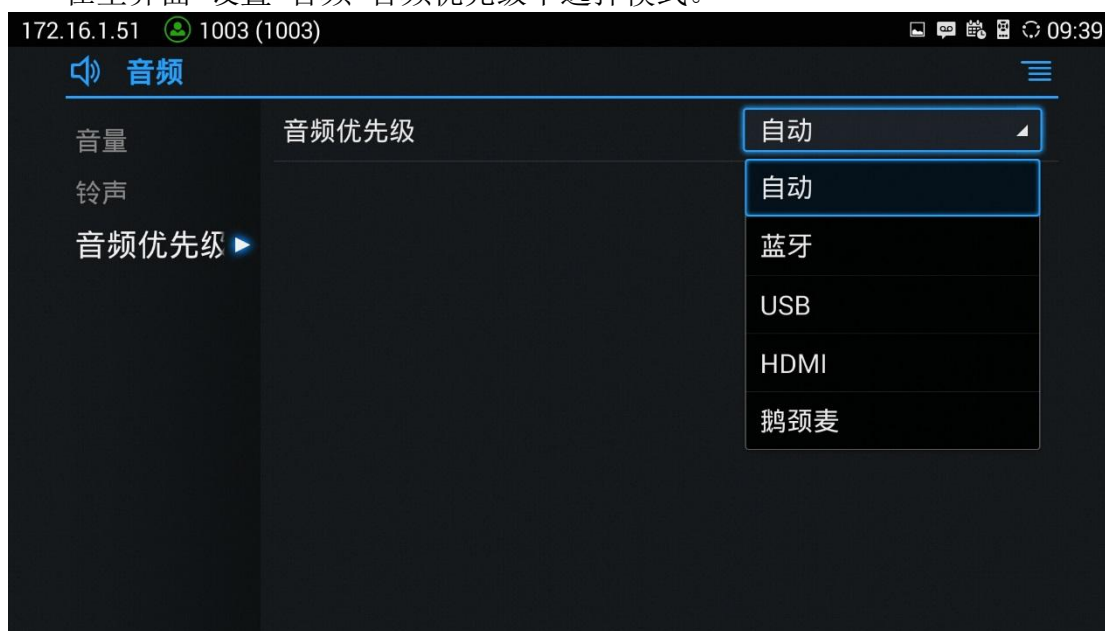 172.16.1.51 1003 (1003) 09:39
音频
音量
铃声
音频优先级
音频优先级 自动
自动
蓝牙
USB
HDMI
鹅颈麦